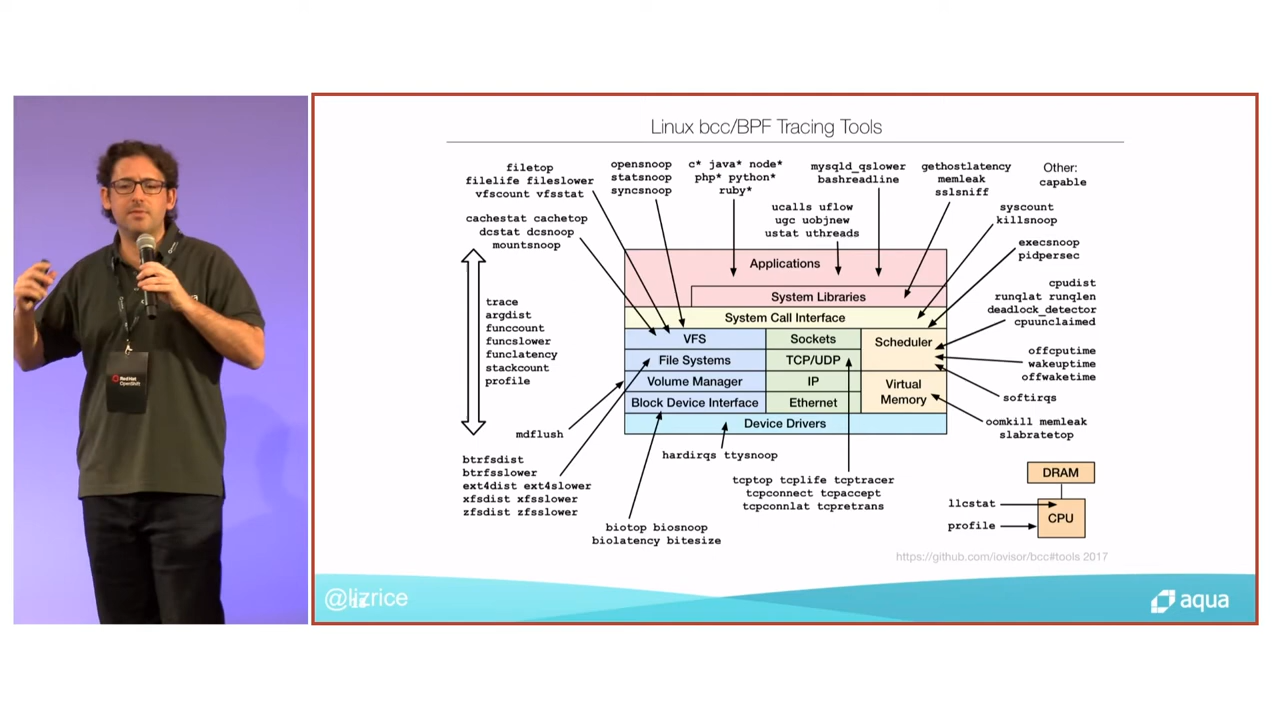 Linux bcc/BPF Tracing Tools
filetop
filelife fileslower
vfscount vfsstat
opensnoop
statsnoop
syncsnoop
c* java* node*
php* python*
ruby*
mysqld_qslower
bashreadline
gethostlatency
memleak
sslsniff
Other:
capable
cachestat cachetop
dcstat dcsnoop
mountsnoop
ucalls uflow
ugc uobjnew
ustat uthreads
syscount
killsnoop
execsnoop
pidpersec
trace
argdist
funccount
funcslower
funclatency
stackcount
profile
Applications
System Libraries
System Call Interface
VFS
Sockets
Scheduler
File Systems
TCP/UDP
Volume Manager
IP
Virtual
Memory
Block Device Interface
Ethernet
Device Drivers
cpudist
runqlat runqlen
deadlock_detector
cpuunclaimed
offcputime
wakeuptime
offwaketime
softirqs
oomkill memleak
slabratetop
mdflush
hardirqs ttysnoop
btrfsdist
btrfsslower
ext4dist ext4slower
xfsdist xfsslower
zfsdist zfsslower
biotop biosnoop
biolatency bitesize
tcptop tcplife tcptracer
tcpconnect tcpaccept
tcpconnlat tcpretrans
DRAM
llcstat
CPU
profile
https://github.com/iovisor/bcc#tools 2017
@lizrice
aqua
Red Hat
OpenShift